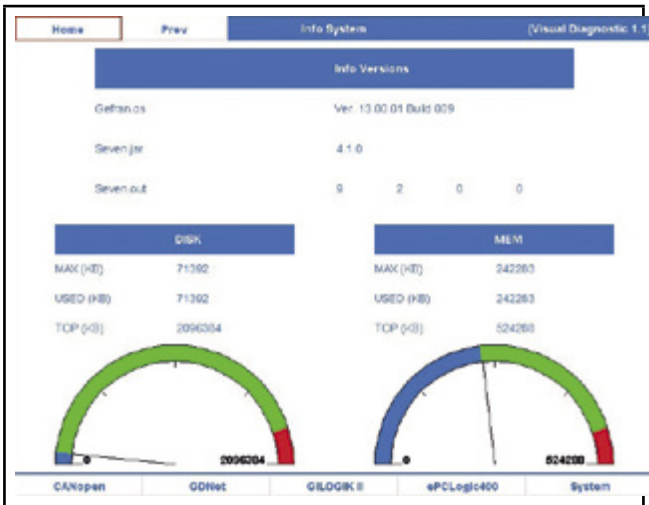 Home Prev Info System (Visual Diagnostic 1.1)
Info Versions
Gefran.os Ver. 13.00.01 Build 009
Seven.jar 4.1.0
Seven.out 9 2 0 0
DISK MEM
MAX (KB) 71392 MAX (KB) 242283
USED (KB) 71392 USED (KB) 242283
TOP (KB) 2096384 TOP (KB) 524288
0 2096384 0 524288
CANopen GDNet GILOGIK II ePCLogic400 System